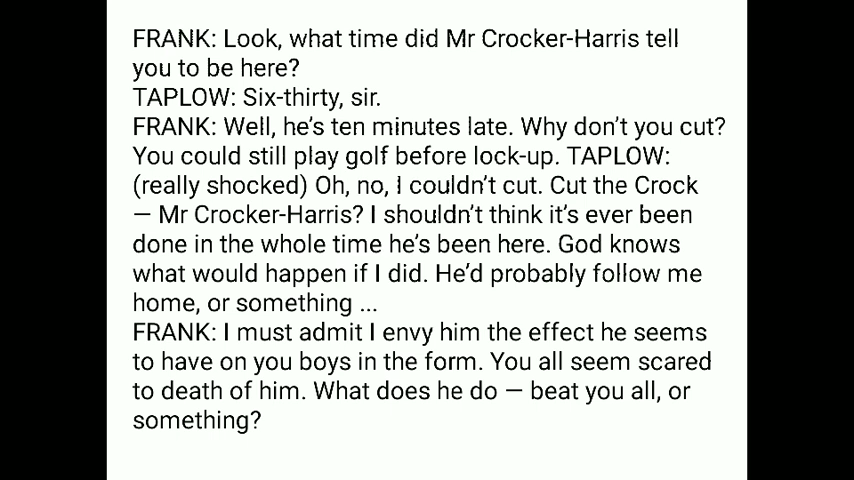 FRANK: Look, what time did Mr Crocker-Harris tell
you to be here?
TAPLOW: Six-thirty, sir.
FRANK: Well, he's ten minutes late. Why don't you cut?
You could still play golf before lock-up. TAPLOW:
(really shocked) Oh, no, I couldn't cut. Cut the Crock
— Mr Crocker-Harris? I shouldn't think it's ever been
done in the whole time he's been here. God knows
what would happen if I did. He'd probably follow me
home, or something ...
FRANK: I must admit I envy him the effect he seems
to have on you boys in the form. You all seem scared
to death of him. What does he do — beat you all, or
something?